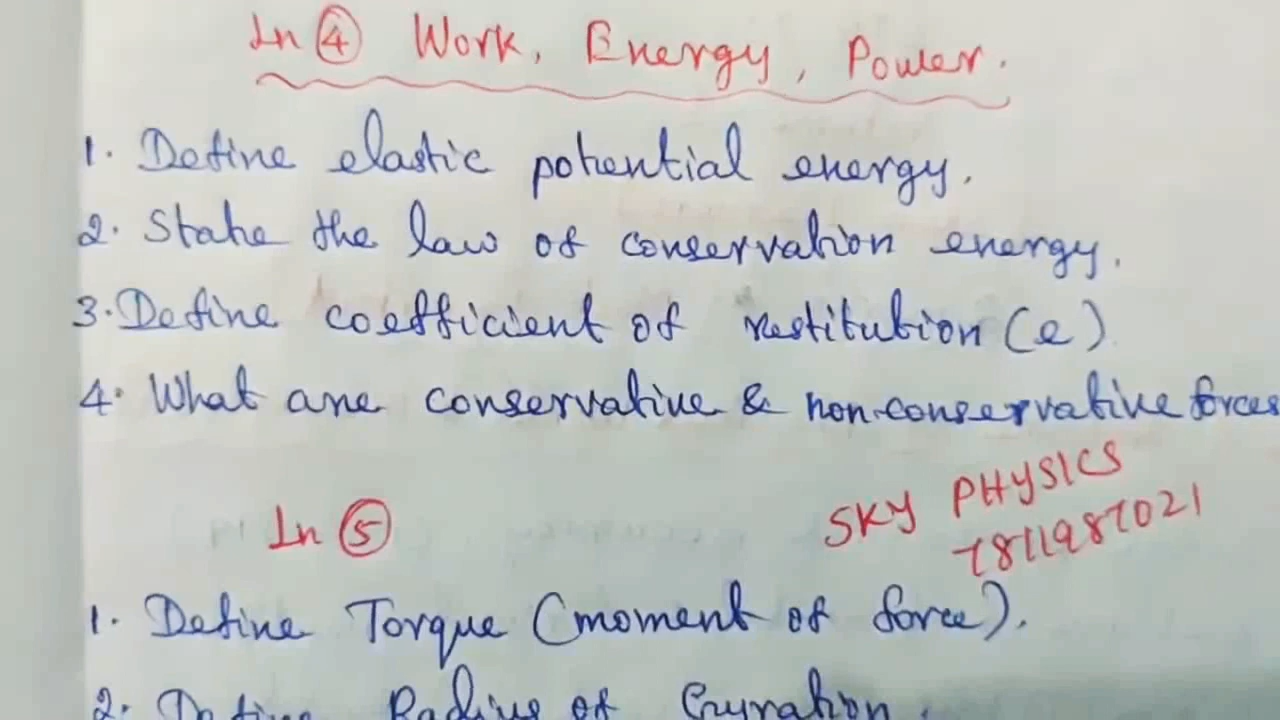 Ln ④ Work, Energy, Power.
1. Define elastic potential energy.
2. State the law of conservation energy.
3. Define coefficient of restitution (e)
4. What are conservative & non-conservative forces
SKY PHYSICS
7811987021
Ln ⑤
1. Define Torque (moment of force).
2. Define Radius of Gyration.